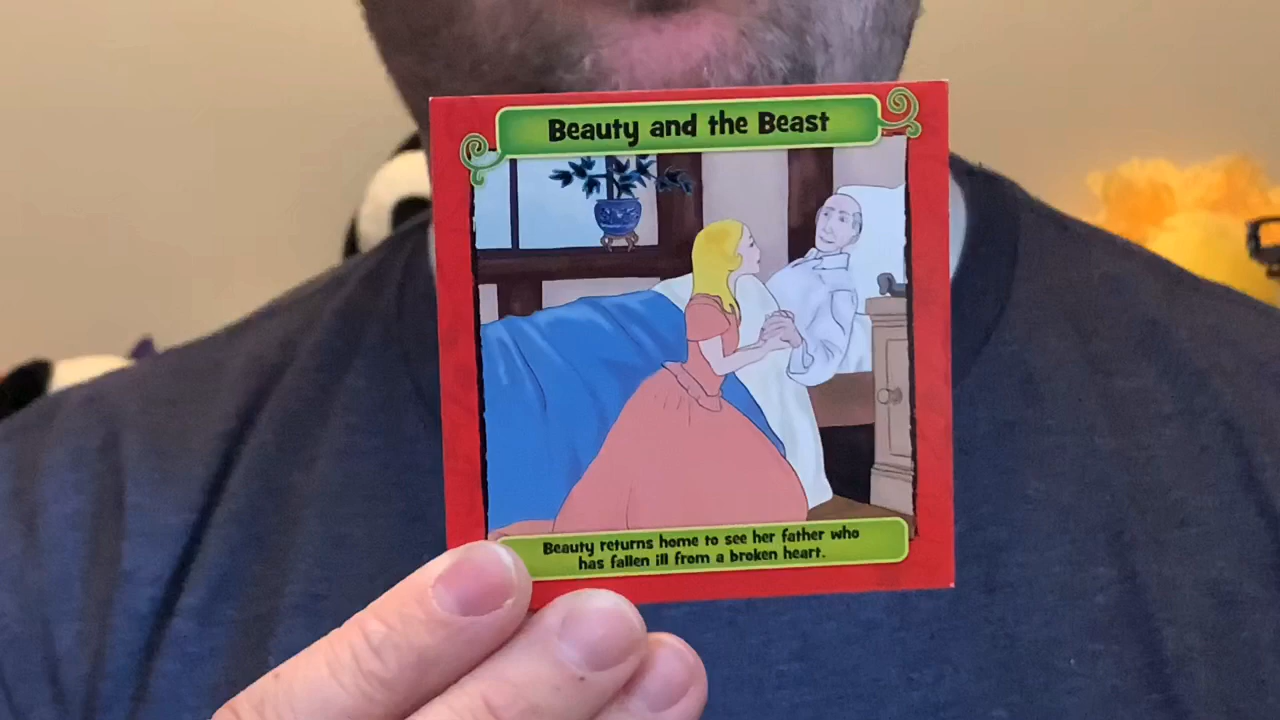 Beauty and the Beast
Beauty returns home to see her father who
has fallen ill from a broken heart.